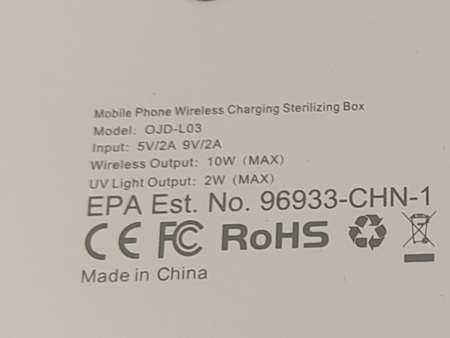 Mobile Phone Wireless Charging Sterilizing Box
Model: OJD-L03
Input: 5V/2A 9V/2A
Wireless Output: 10W (MAX)
UV Light Output: 2W (MAX)
EPA Est. No. 96933-CHN-1
CE FC RoHS
Made in China